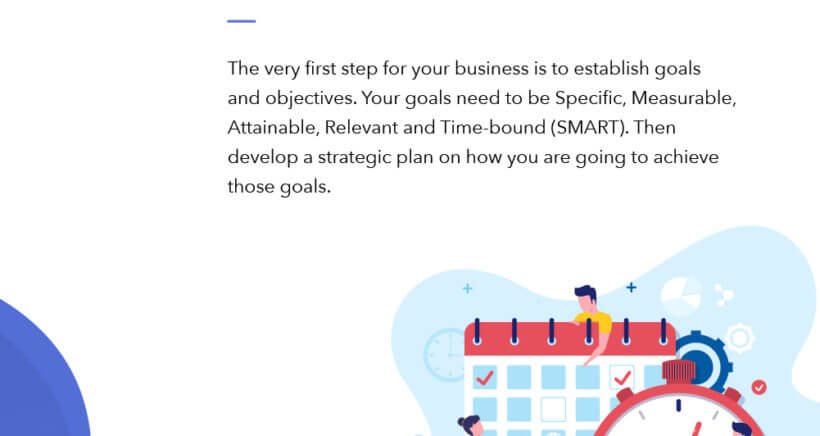 The very first step for your business is to establish goals
and objectives. Your goals need to be Specific, Measurable,
Attainable, Relevant and Time-bound (SMART). Then
develop a strategic plan on how you are going to achieve
those goals.